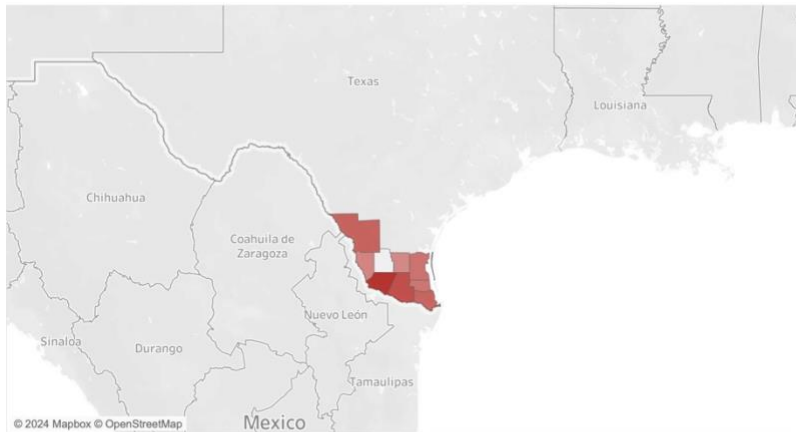 Texas
Louisiana
Chihuahua
Coahuila de
Zaragoza
Nuevo León
Sinaloa
Durango
Tamaulipas
© 2024 Mapbox © OpenStreetMap
Mexico